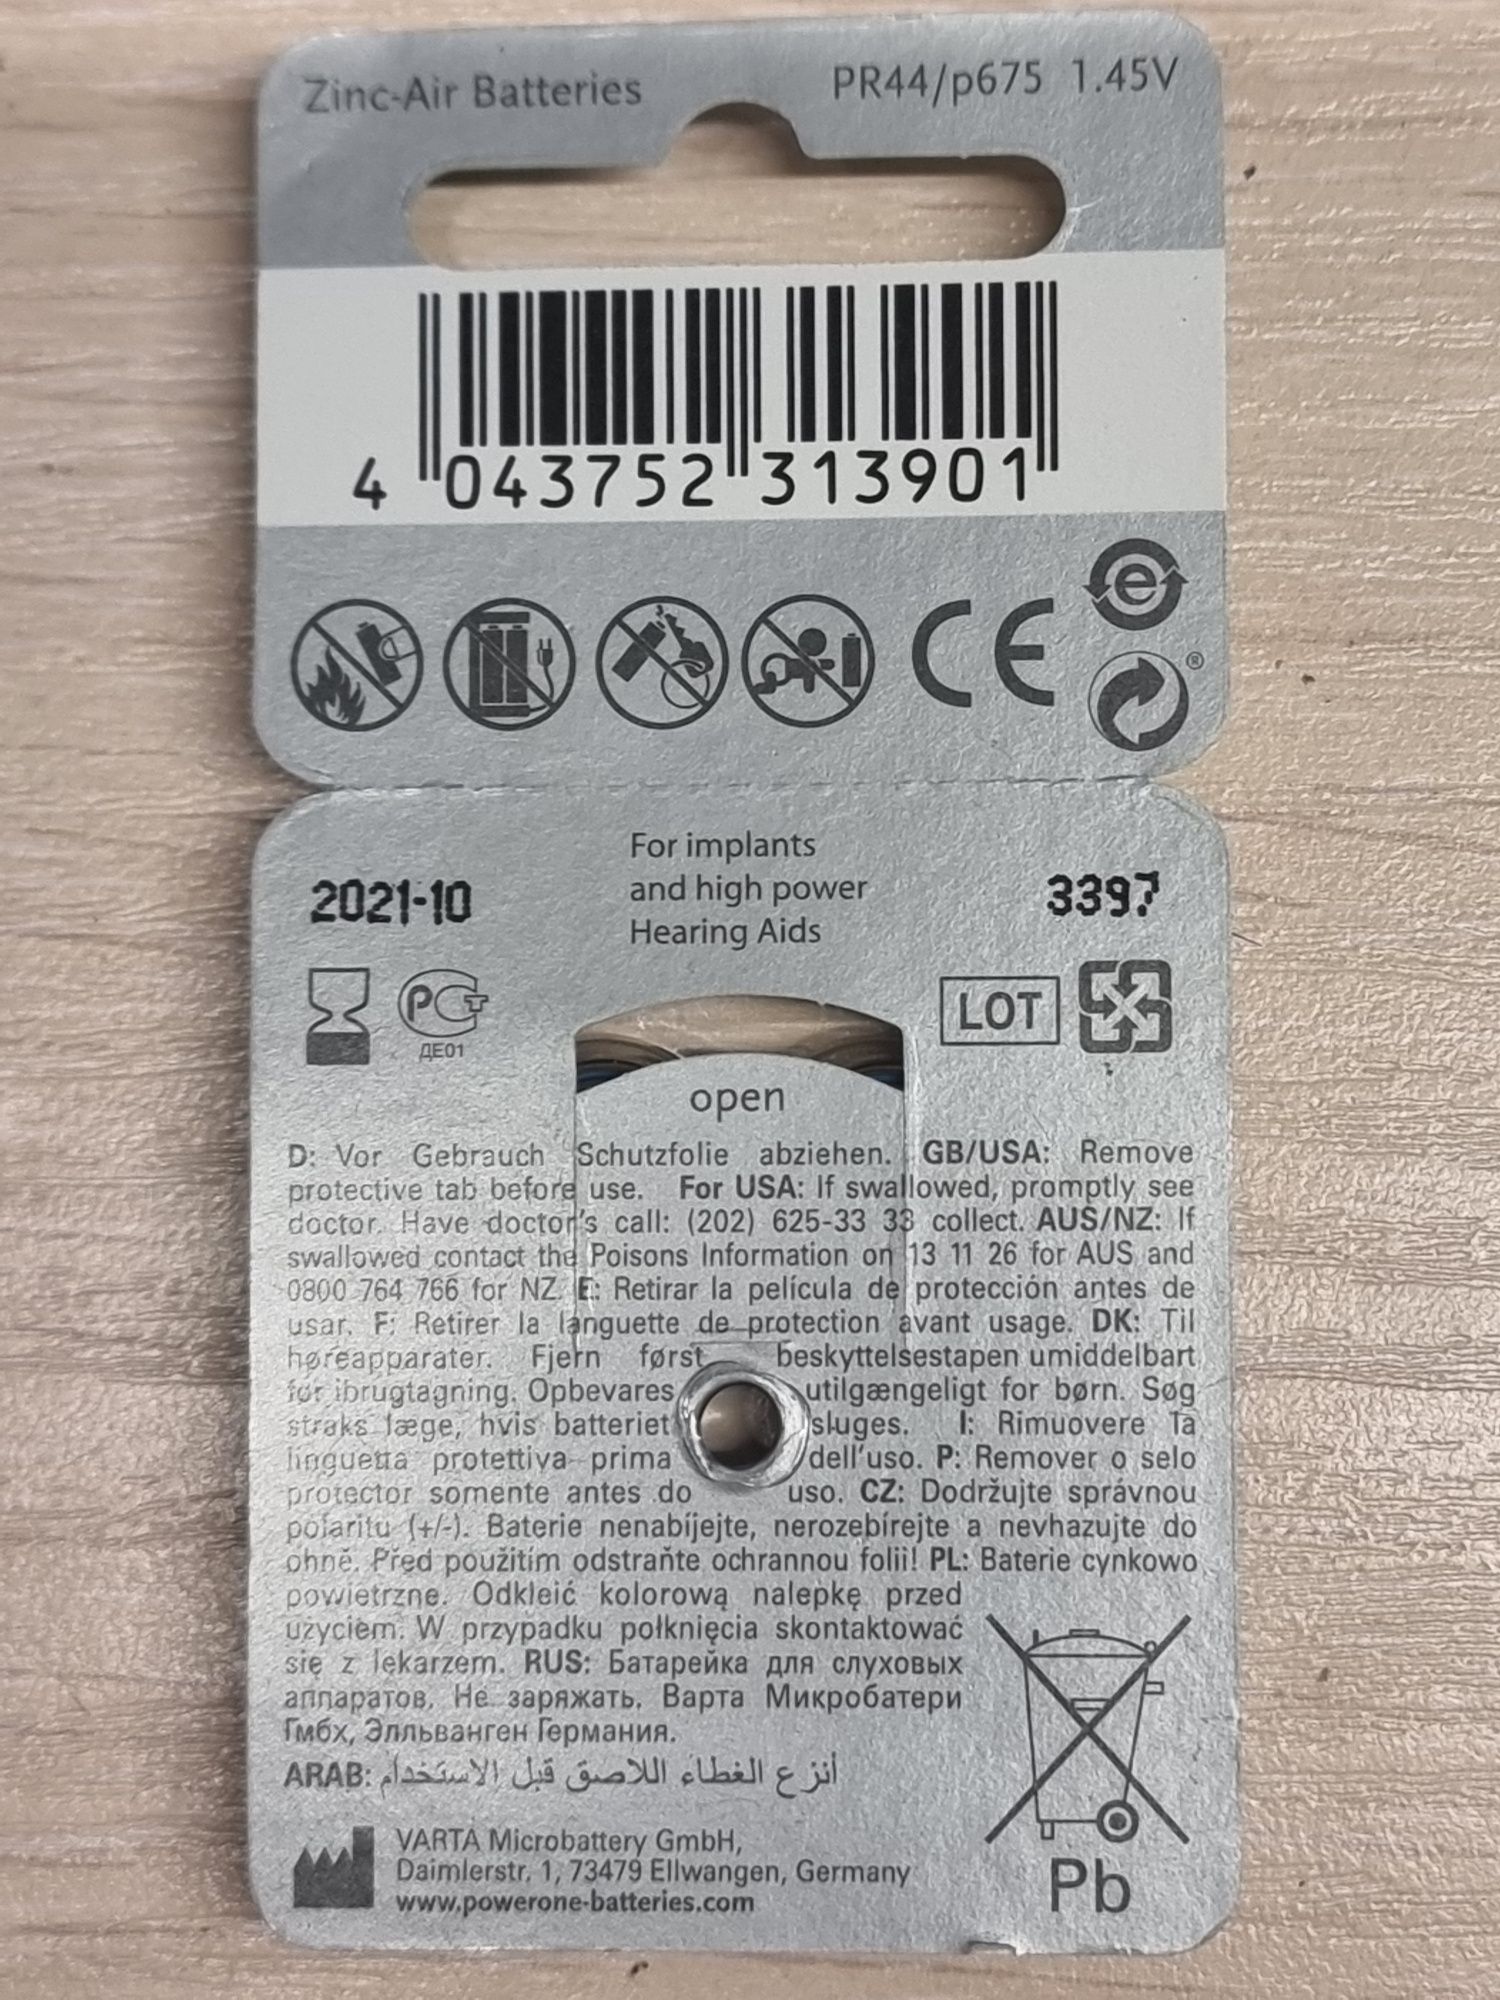 Zinc-Air Batteries PR44/p675 1.45V
4 043752 313901
CE e
®
For implants
and high power
Hearing Aids
2021-10 3397
PCT
ДЕ01
LOT
open
D: Vor Gebrauch Schutzfolie abziehen. GB/USA: Remove
protective tab before use. For USA: If swallowed, promptly see
doctor. Have doctor's call: (202) 625-33 33 collect. AUS/NZ: If
swallowed contact the Poisons Information on 13 11 26 for AUS and
0800 764 766 for NZ. E: Retirar la película de protección antes de
usar. F: Retirer la languette de protection avant usage. DK: Til
høreapparater. Fjern først beskyttelsestapen umiddelbart
før ibrugtagning. Opbevares utilgængeligt for børn. Søg
straks læge, hvis batteriet sluges. I: Rimuovere la
linguetta protettiva prima dell'uso. P: Remover o selo
protector somente antes do uso. CZ: Dodržujte správnou
polaritu (+/-). Baterie nenabíjejte, nerozebírejte a nevhazujte do
ohně. Před použitím odstraňte ochrannou folii! PL: Baterie cynkowo
powietrzne. Odkleić kolorową nalepkę przed
użyciem. W przypadku połknięcia skontaktować
się z lekarzem. RUS: Батарейка для слуховых
аппаратов. Не заряжать. Варта Микробатери
Гмбх, Элльванген Германия.
ARAB: أنزع الغطاء اللاصق قبل الاستخدام
VARTA Microbattery GmbH,
Daimlerstr. 1, 73479 Ellwangen, Germany
www.powerone-batteries.com
Pb